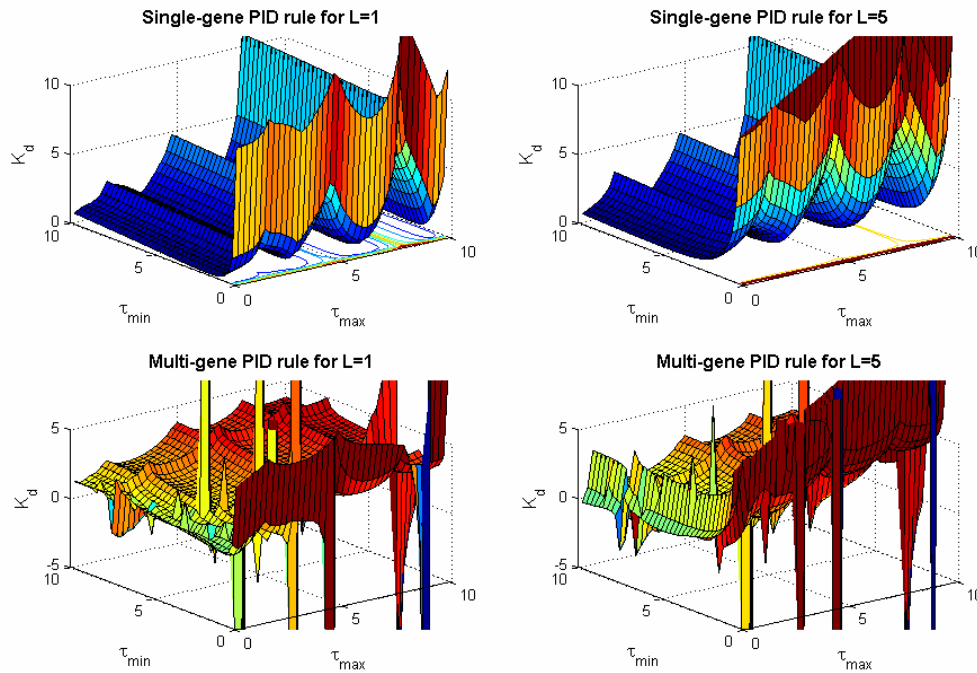 Single-gene PID rule for L=1
10
5
0
K_d
10
5
0
τ_min
0
5
10
τ_max
Single-gene PID rule for L=5
10
5
0
K_d
10
5
0
τ_min
0
5
10
τ_max
Multi-gene PID rule for L=1
5
0
-5
K_d
10
5
0
τ_min
0
5
10
τ_max
Multi-gene PID rule for L=5
5
0
-5
K_d
10
5
0
τ_min
0
5
10
τ_max